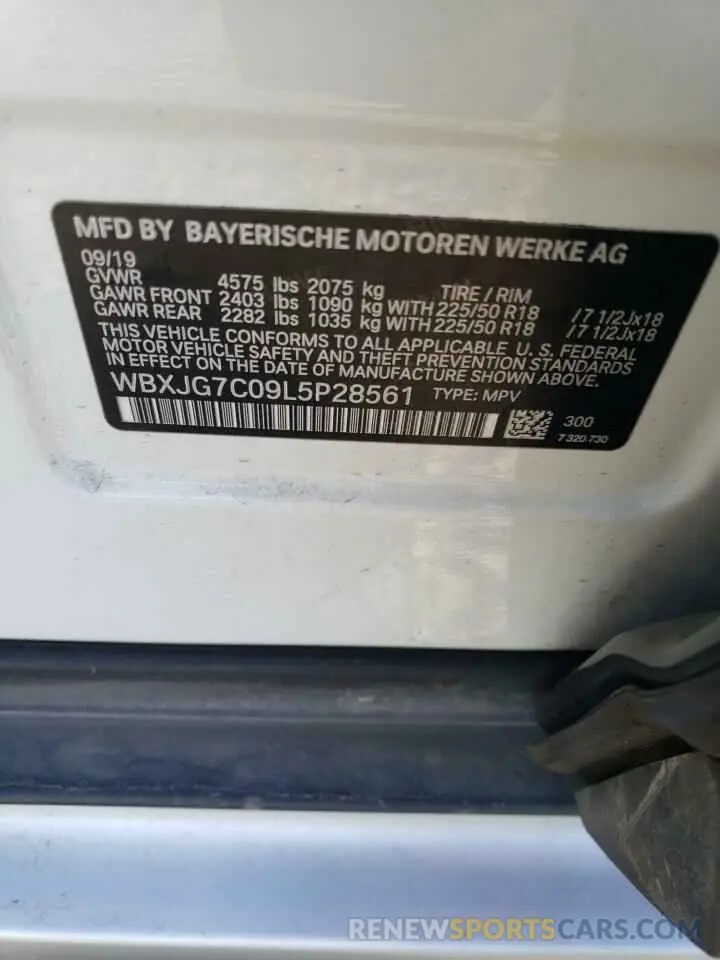 MFD BY BAYERISCHE MOTOREN WERKE AG
09/19
GVWR 4575 lbs 2075 kg TIRE / RIM
GAWR FRONT 2403 lbs 1090 kg WITH 225/50 R18 / 7 1/2Jx18
GAWR REAR 2282 lbs 1035 kg WITH 225/50 R18 / 7 1/2Jx18
THIS VEHICLE CONFORMS TO ALL APPLICABLE U. S. FEDERAL
MOTOR VEHICLE SAFETY AND THEFT PREVENTION STANDARDS
IN EFFECT ON THE DATE OF MANUFACTURE SHOWN ABOVE.
WBXJG7C09L5P28561 TYPE: MPV
300
7 320 730
RENEWSPORTSCARS.COM